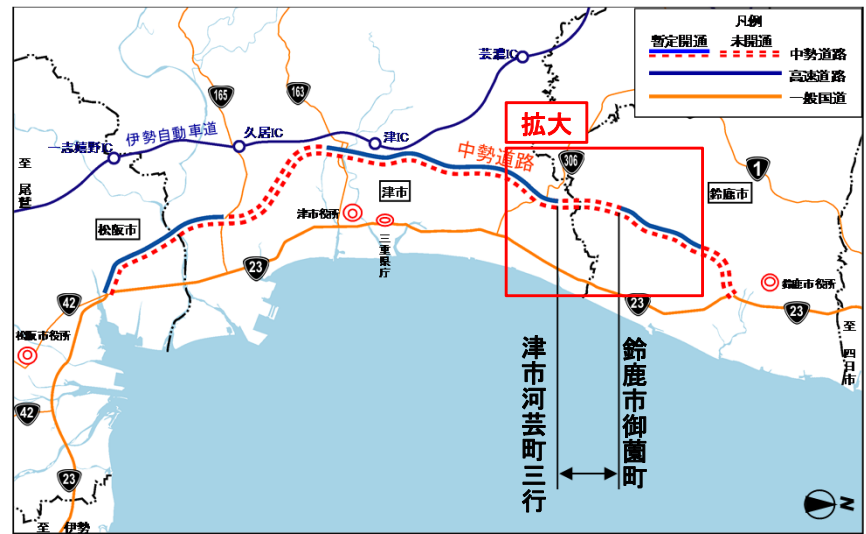 凡例
暫定開通
未開通
中勢道路
高速道路
一般国道
芸濃IC
163
165
拡大
伊勢自動車道
久居IC
津IC
一志嬉野IC
中勢道路
306
1
至
尾鷲
津市
鈴鹿市
松阪市
津市役所
三重県庁
23
鈴鹿市役所
42
23
23
松阪市役所
至
四日市
42
津市河芸町三行
鈴鹿市御薗町
23
至
伊勢
N